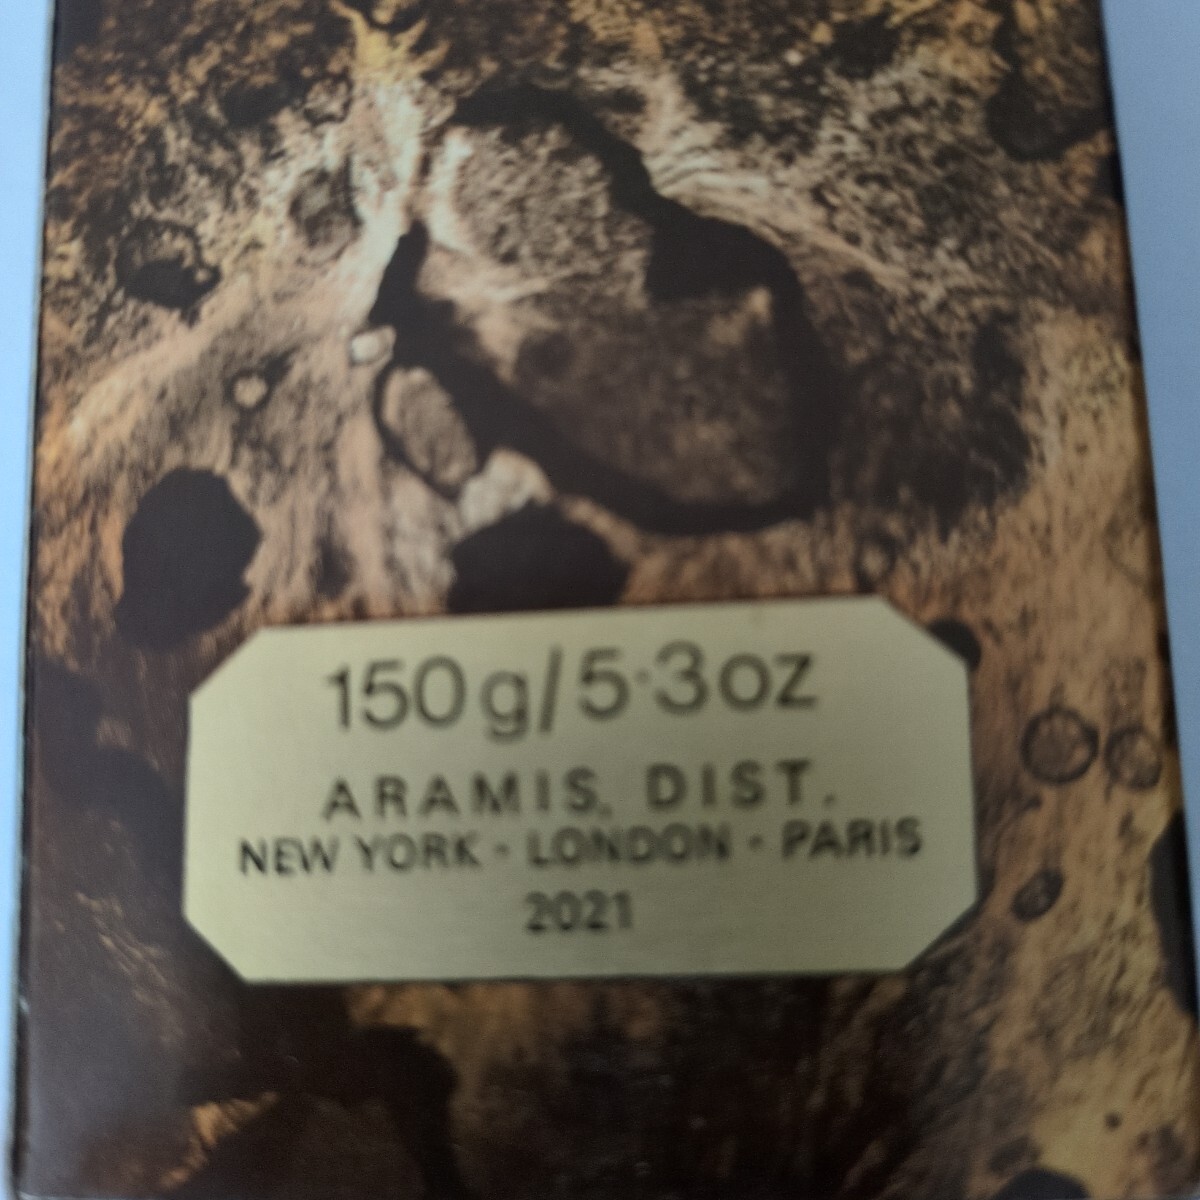 150g/5·3oz
ARAMIS, DIST.
NEW YORK · LONDON · PARIS
2021